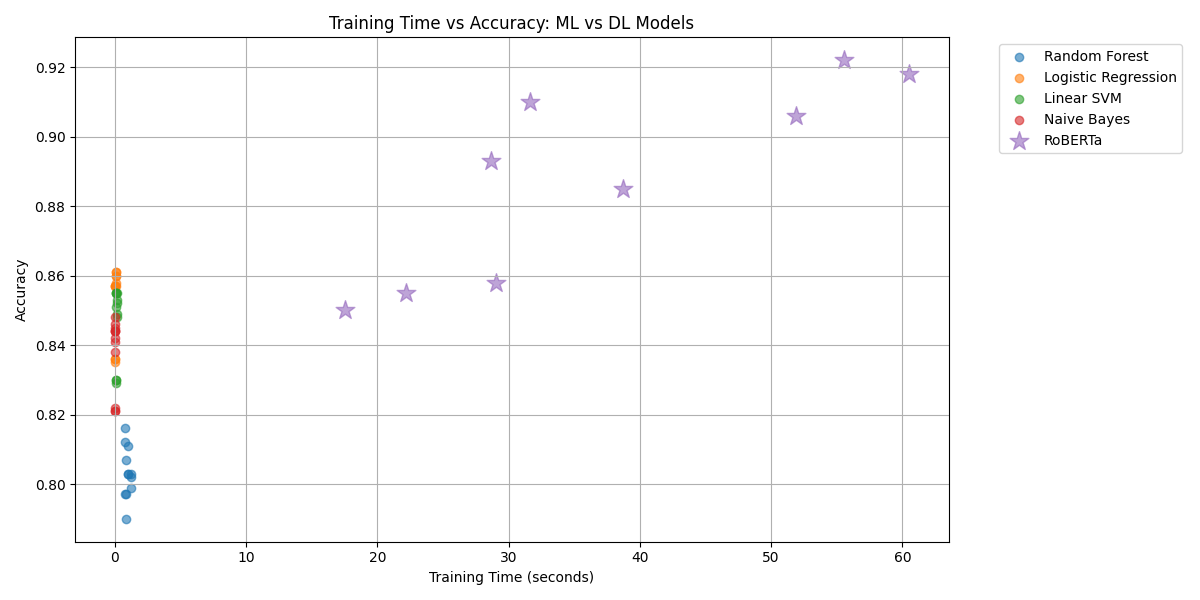 Training Time vs Accuracy: ML vs DL Models
Random Forest
Logistic Regression
Linear SVM
Naive Bayes
RoBERTa
Accuracy
0.92
0.90
0.88
0.86
0.84
0.82
0.80
0 10 20 30 40 50 60
Training Time (seconds)